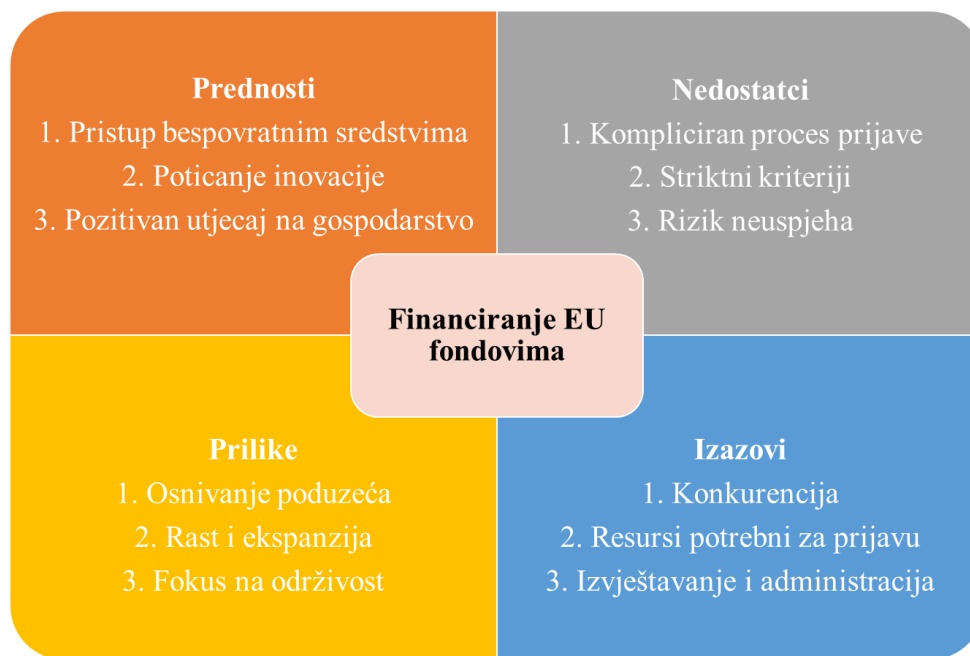 Prednosti
1. Pristup bespovratnim sredstvima
2. Poticanje inovacije
3. Pozitivan utjecaj na gospodarstvo
Nedostatci
1. Kompliciran proces prijave
2. Striktni kriteriji
3. Rizik neuspjeha
Financiranje EU
fondovima
Prilike
1. Osnivanje poduzeća
2. Rast i ekspanzija
3. Fokus na održivost
Izazovi
1. Konkurencija
2. Resursi potrebni za prijavu
3. Izvještavanje i administracija